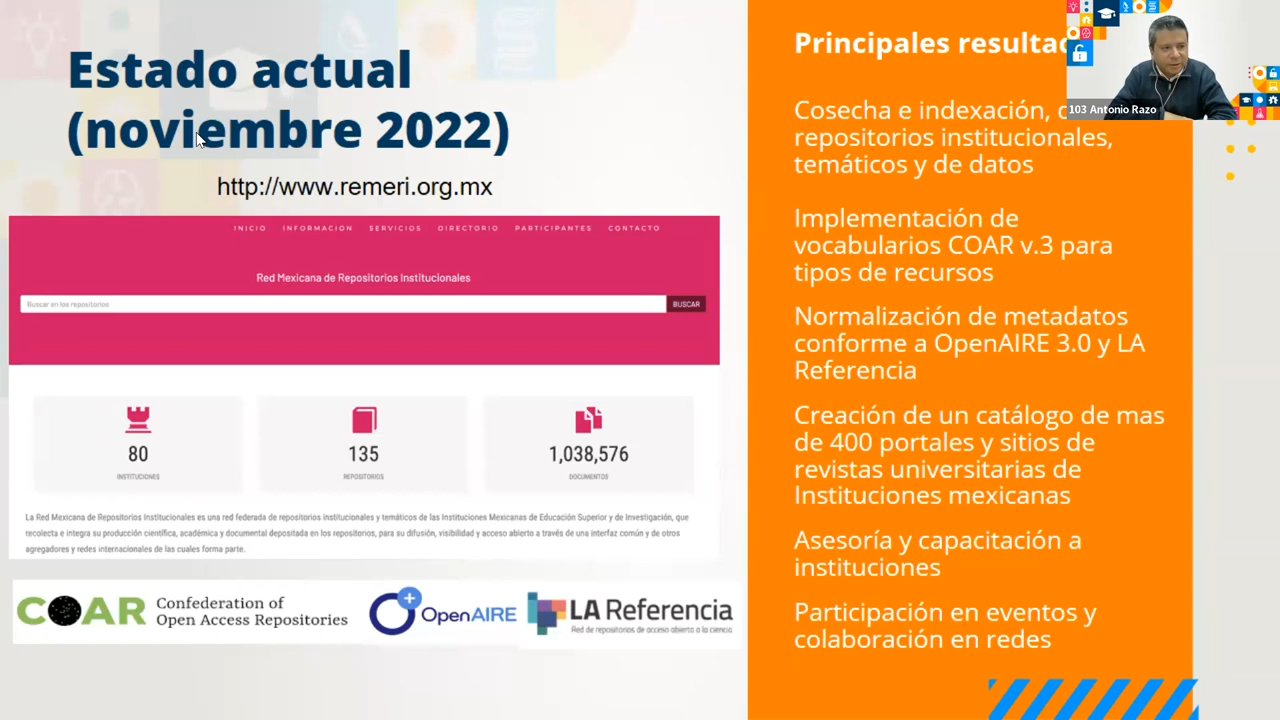 Estado actual
(noviembre 2022)
http://www.remeri.org.mx
INICIO INFORMACION SERVICIOS DIRECTORIO PARTICIPANTES CONTACTO
Red Mexicana de Repositorios Institucionales
Buscar en los repositorios
BUSCAR
80
INSTITUCIONES
135
REPOSITORIOS
1,038,576
DOCUMENTOS
La Red Mexicana de Repositorios Institucionales es una red federada de repositorios institucionales y temáticos de las Instituciones Mexicanas de Educación Superior y de Investigación, que
recolecta e integra su producción científica, académica y documental depositada en los repositorios, para su difusión, visibilidad y acceso abierto a través de una interfaz común y de otros
agregadores y redes internacionales de las cuales forma parte.
COAR
Confederation of
Open Access Repositories
OpenAIRE
LA Referencia
Red de repositorios de acceso abierto a la ciencia
Principales
Cosecha e indexación,
repositorios institucionales,
temáticos y de datos
Implementación de
vocabularios COAR v.3 para
tipos de recursos
Normalización de metadatos
conforme a OpenAIRE 3.0 y LA
Referencia
Creación de un catálogo de mas
de 400 portales y sitios de
revistas universitarias de
Instituciones mexicanas
Asesoría y capacitación a
instituciones
Participación en eventos y
colaboración en redes
103 Antonio Razo